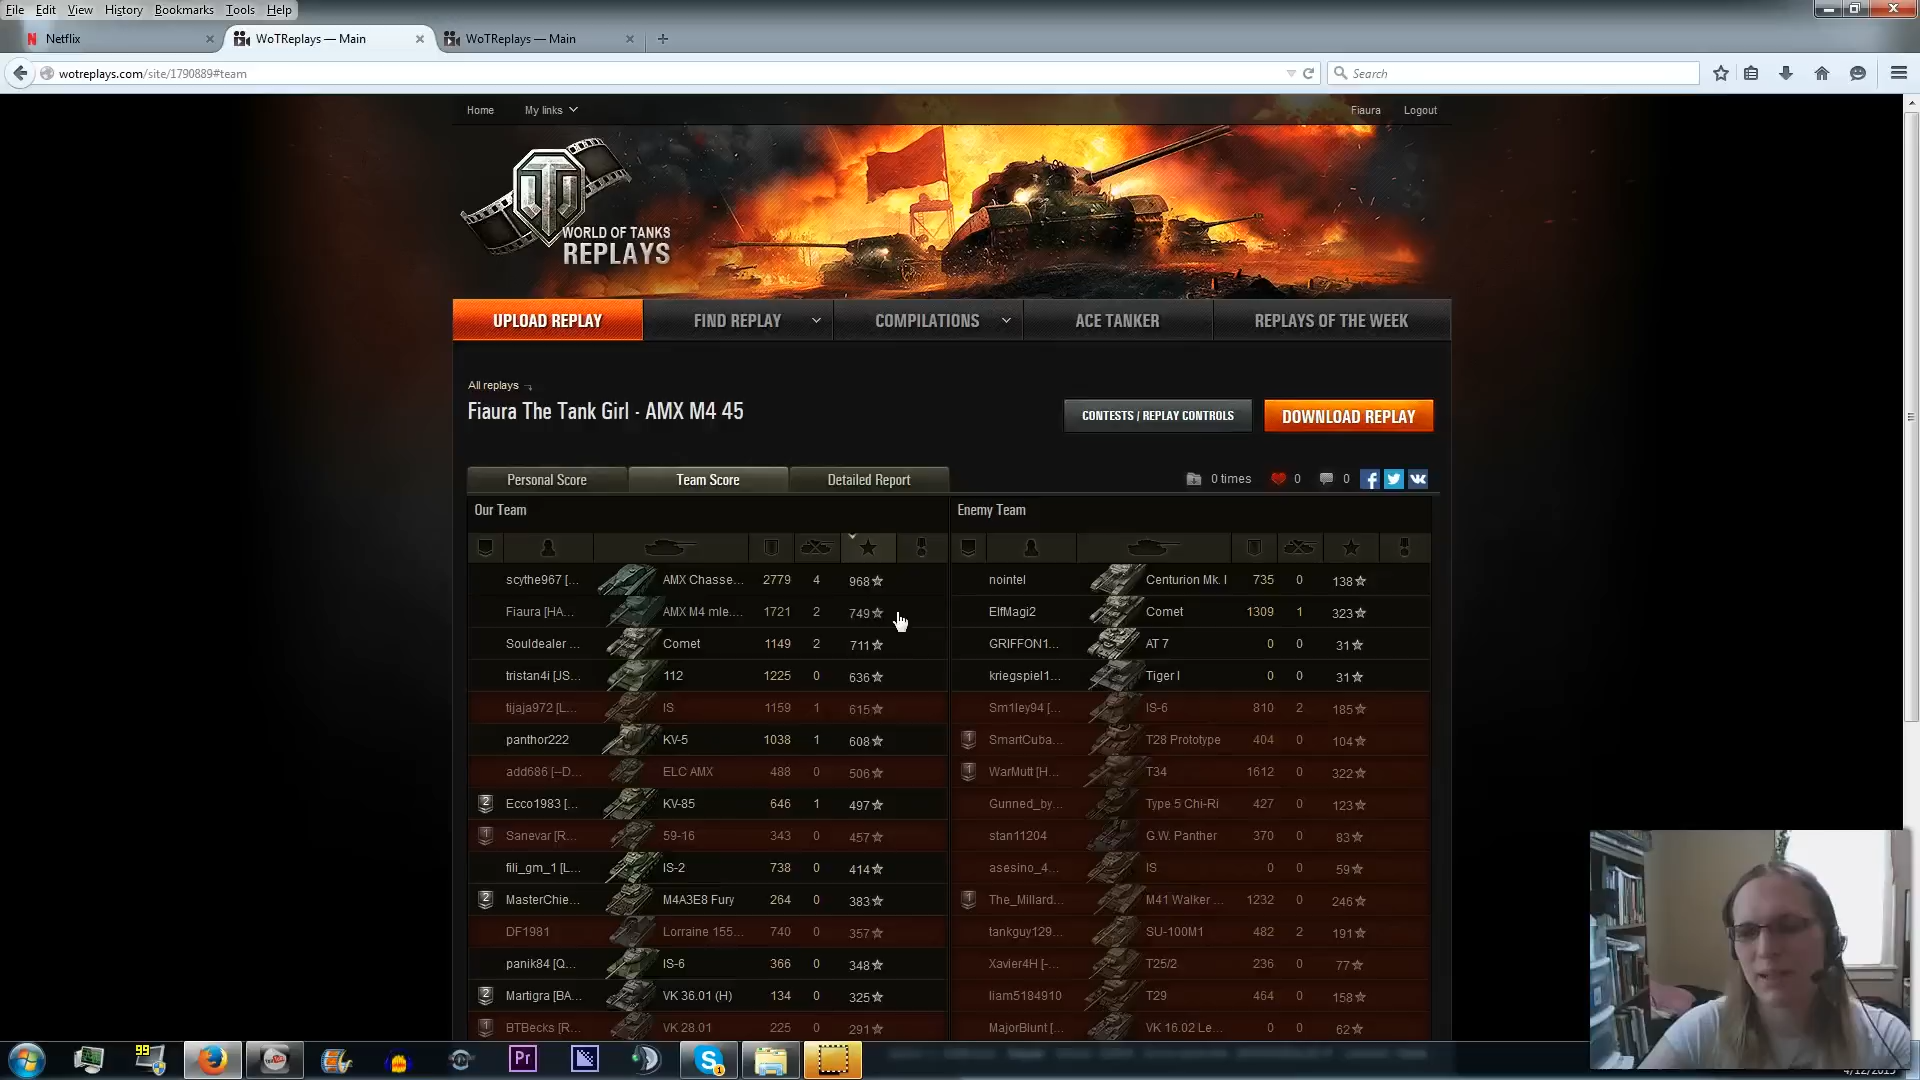 File Edit View History Bookmarks Tools Help
N Netflix × WoTReplays — Main × WoTReplays — Main × +
wotreplays.com/site/1790889#team Search
Home My links Fiaura Logout
WORLD OF TANKS
REPLAYS
UPLOAD REPLAY FIND REPLAY COMPILATIONS ACE TANKER REPLAYS OF THE WEEK
All replays
Fiaura The Tank Girl - AMX M4 45 CONTESTS / REPLAY CONTROLS DOWNLOAD REPLAY
Personal Score Team Score Detailed Report 0 times 0 0
Our Team Enemy Team
scythe967 [... AMX Chasse... 2779 4 968 nointel Centurion Mk. I 735 0 138
Fiaura [HA... AMX M4 mle.... 1721 2 749 ElfMagi2 Comet 1309 1 323
Souldealer ... Comet 1149 2 711 GRIFFON1... AT 7 0 0 31
tristan4i [JS... 112 1225 0 636 kriegspiel1... Tiger I 0 0 31
tijaja972 [L... IS 1159 1 615 Sm1ley94 [... IS-6 810 2 185
panthor222 KV-5 1038 1 608 1 SmartCuba... T28 Prototype 404 0 104
add686 [--D... ELC AMX 488 0 506 1 WarMutt [H... T34 1612 0 322
2 Ecco1983 [... KV-85 646 1 497 Gunned_by... Type 5 Chi-Ri 427 0 123
1 Sanevar [R... 59-16 343 0 457 stan11204 G.W. Panther 370 0 83
fili_gm_1 [L... IS-2 738 0 414 asesino_4... IS 0 0 59
2 MasterChie... M4A3E8 Fury 264 0 383 1 The_Millard... M41 Walker ... 1232 0 246
DF1981 Lorraine 155... 740 0 357 tankguy129... SU-100M1 482 2 191
panik84 [Q... IS-6 366 0 348 Xavier4H [-... T25/2 236 0 77
2 Martigra [BA... VK 36.01 (H) 134 0 325 liam5184910 T29 464 0 158
1 BTBecks [R... VK 28.01 225 0 291 MajorBlunt [... VK 16.02 Le... 0 0 62
99 Pr S 1